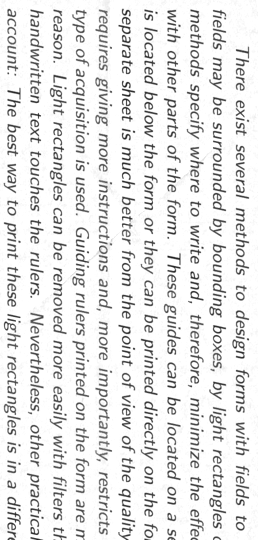 There exist several methods to design forms with fields to
fields may be surrounded by bounding boxes, by light rectangles
methods specify where to write and, therefore, minimize the effec
with other parts of the form. These guides can be located on a s
is located below the form or they can be printed directly on the fo
separate sheet is much better from the point of view of the quality
requires giving more instructions and, more importantly, restricts
type of acquisition is used. Guiding rulers printed on the form are m
reason. Light rectangles can be removed more easily with filters th
handwritten text touches the rulers. Nevertheless, other practical
account: The best way to print these light rectangles is in a differe